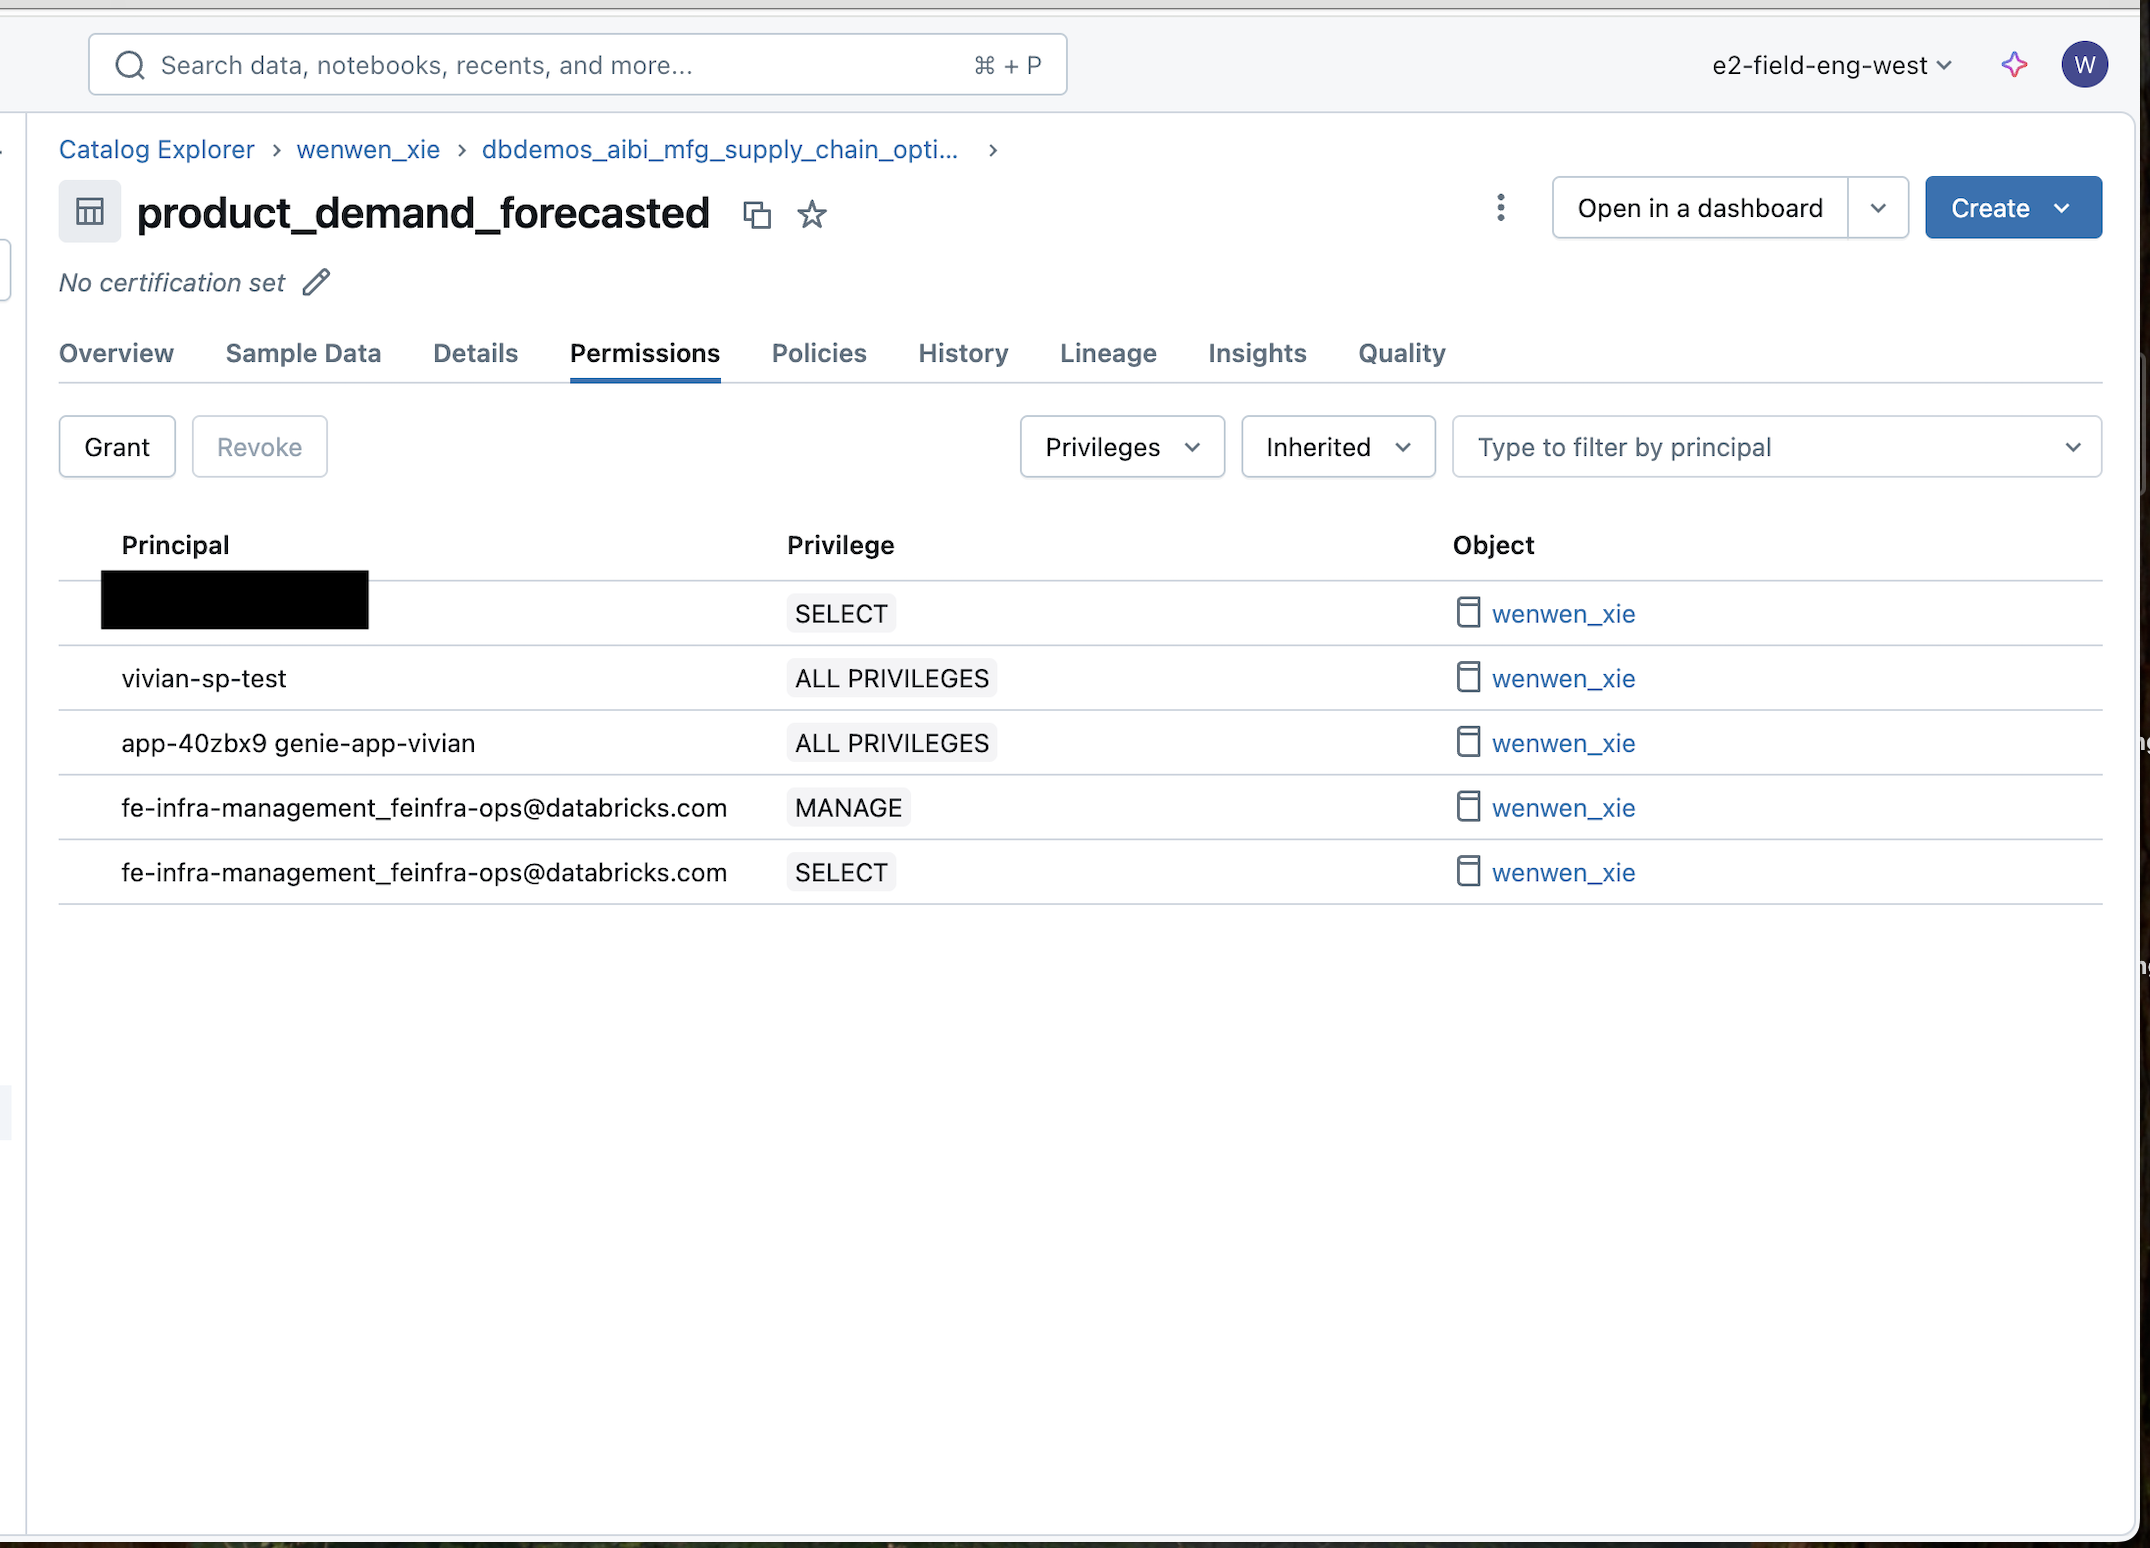 Search data, notebooks, recents, and more... ⌘ + P
e2-field-eng-west W
Catalog Explorer > wenwen_xie > dbdemos_aibi_mfg_supply_chain_opti... >
product_demand_forecasted
Open in a dashboard Create
No certification set
Overview Sample Data Details Permissions Policies History Lineage Insights Quality
Grant Revoke Privileges Inherited Type to filter by principal
Principal Privilege Object
SELECT wenwen_xie
vivian-sp-test ALL PRIVILEGES wenwen_xie
app-40zbx9 genie-app-vivian ALL PRIVILEGES wenwen_xie
fe-infra-management_feinfra-ops@databricks.com MANAGE wenwen_xie
fe-infra-management_feinfra-ops@databricks.com SELECT wenwen_xie